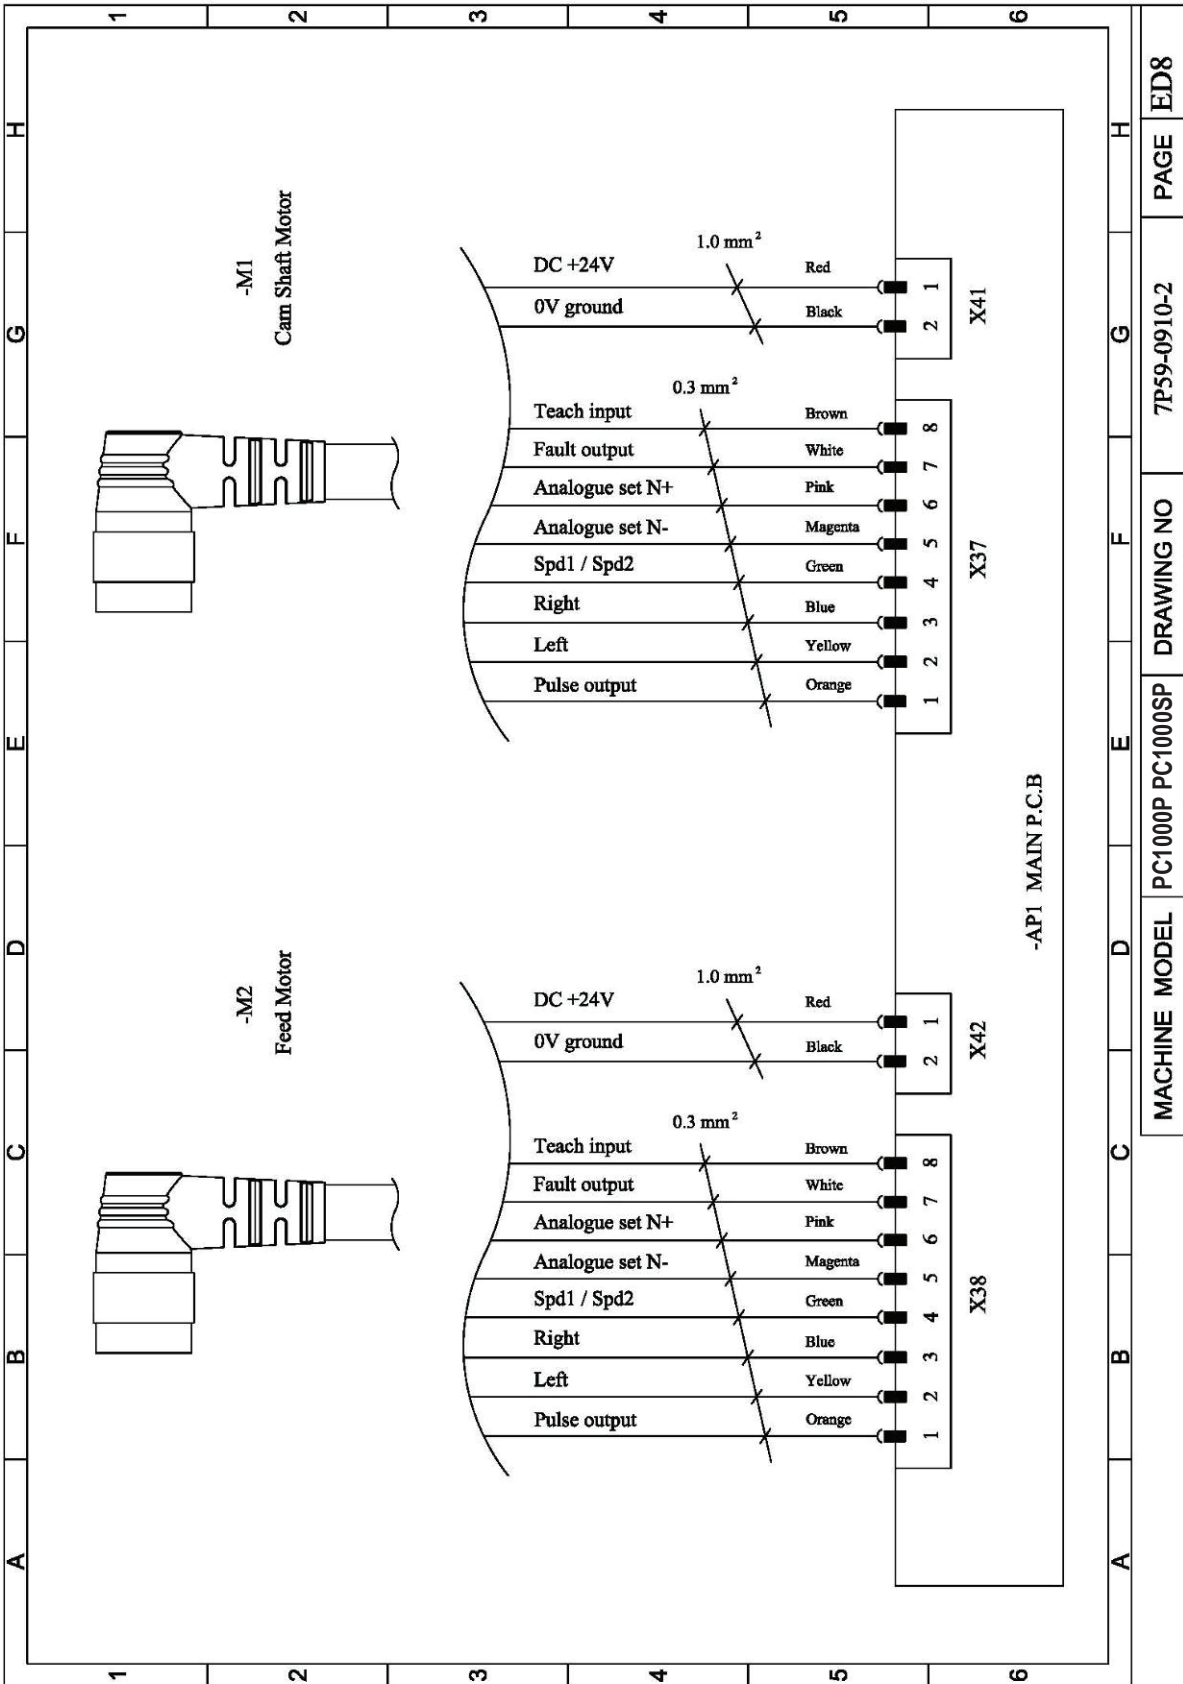 1 2 3 4 5 6
H
G
F
E
D
C
B
A
-M1
Cam Shaft Motor
DC +24V
1.0 mm²
Red
1
0V ground
Black
2
X41
Teach input
0.3 mm²
Brown
8
Fault output
White
7
Analogue set N+
Pink
6
Analogue set N-
Magenta
5
Spd1 / Spd2
Green
4
Right
Blue
3
Left
Yellow
2
Pulse output
Orange
1
X37
-M2
Feed Motor
DC +24V
1.0 mm²
Red
1
0V ground
Black
2
X42
Teach input
0.3 mm²
Brown
8
Fault output
White
7
Analogue set N+
Pink
6
Analogue set N-
Magenta
5
Spd1 / Spd2
Green
4
Right
Blue
3
Left
Yellow
2
Pulse output
Orange
1
X38
-AP1 MAIN P.C.B
H
G
F
E
D
C
B
A
1 2 3 4 5 6
MACHINE MODEL
PC1000P PC1000SP
DRAWING NO
7P59-0910-2
PAGE
ED8